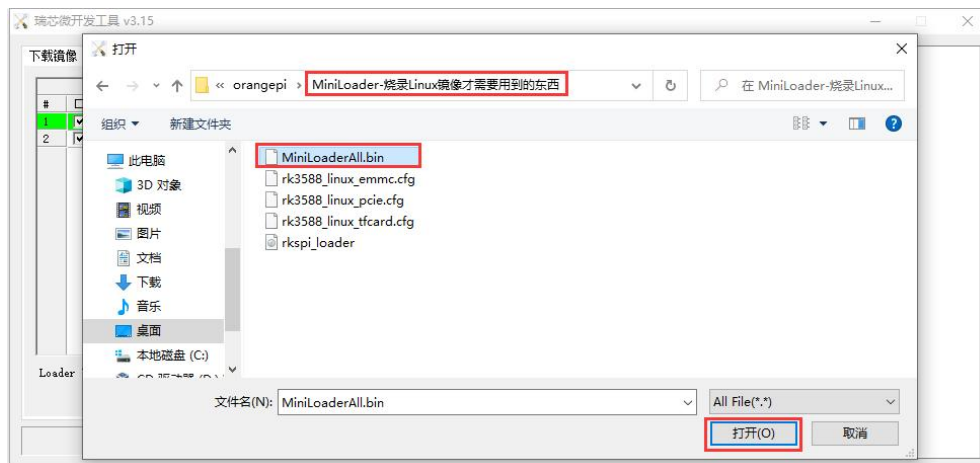 瑞芯微开发工具 v3.15
下载镜像
打开
« orangepi › MiniLoader-烧录Linux镜像才需要用到的东西
在 MiniLoader-烧录Linux...
组织
新建文件夹
#
1
2
此电脑
3D 对象
视频
图片
文档
下载
音乐
桌面
本地磁盘 (C:)
MiniLoaderAll.bin
rk3588_linux_emmc.cfg
rk3588_linux_pcie.cfg
rk3588_linux_tfcard.cfg
rkspi_loader
Loader
文件名(N):
MiniLoaderAll.bin
All File(*.*)
打开(O)
取消